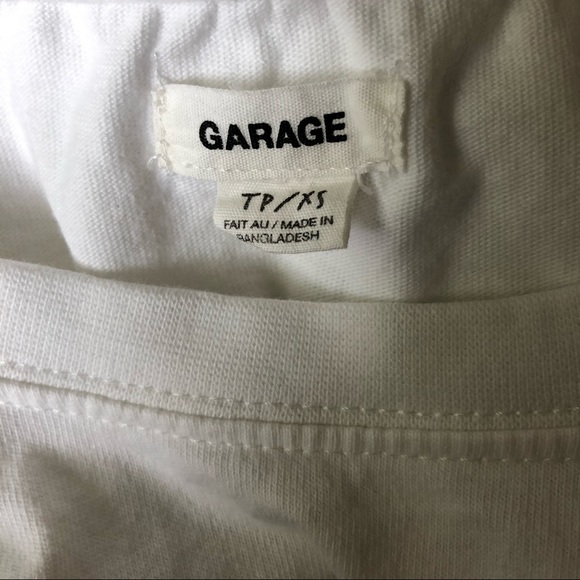 GARAGE
TP/XS
FAIT AU / MADE IN
BANGLADESH